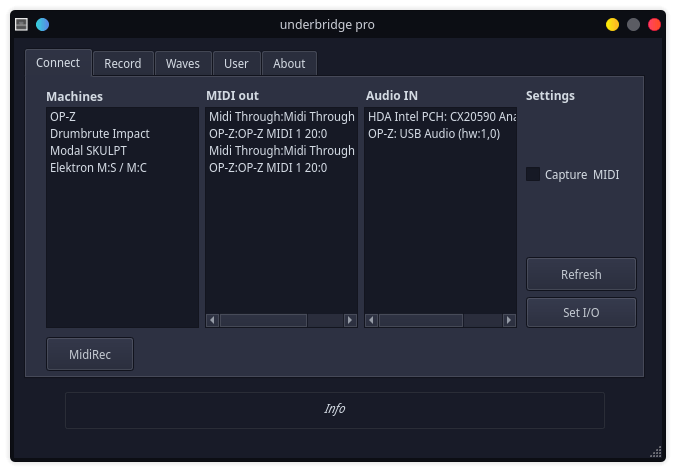 underbridge pro
Connect
Record
Waves
User
About
Machines
OP-Z
Drumbrute Impact
Modal SKULPT
Elektron M:S / M:C
MIDI out
Midi Through:Midi Through
OP-Z:OP-Z MIDI 1 20:0
Midi Through:Midi Through
OP-Z:OP-Z MIDI 1 20:0
Audio IN
HDA Intel PCH: CX20590 Ana
OP-Z: USB Audio (hw:1,0)
Settings
Capture MIDI
Refresh
Set I/O
MidiRec
Info